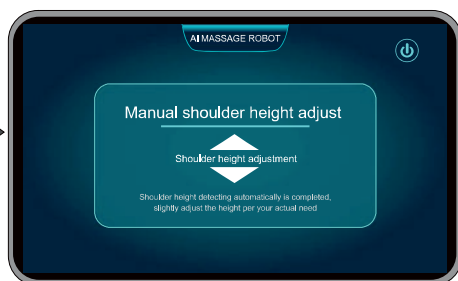 AI MASSAGE ROBOT
Manual shoulder height adjust
Shoulder height adjustment
Shoulder height detecting automatically is completed,
slightly adjust the height per your actual need